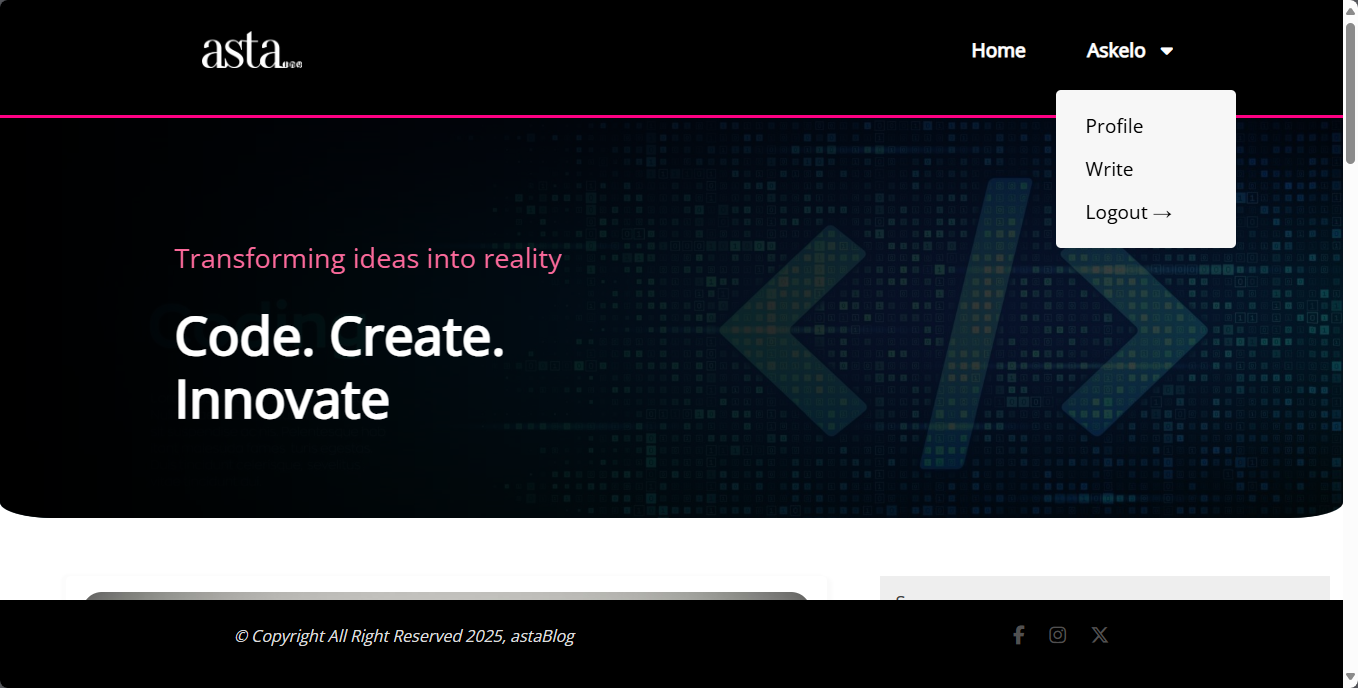 asta
Home
Askelo
Profile
Write
Logout →
Transforming ideas into reality
Code. Create.
Innovate
© Copyright All Right Reserved 2025, astaBlog